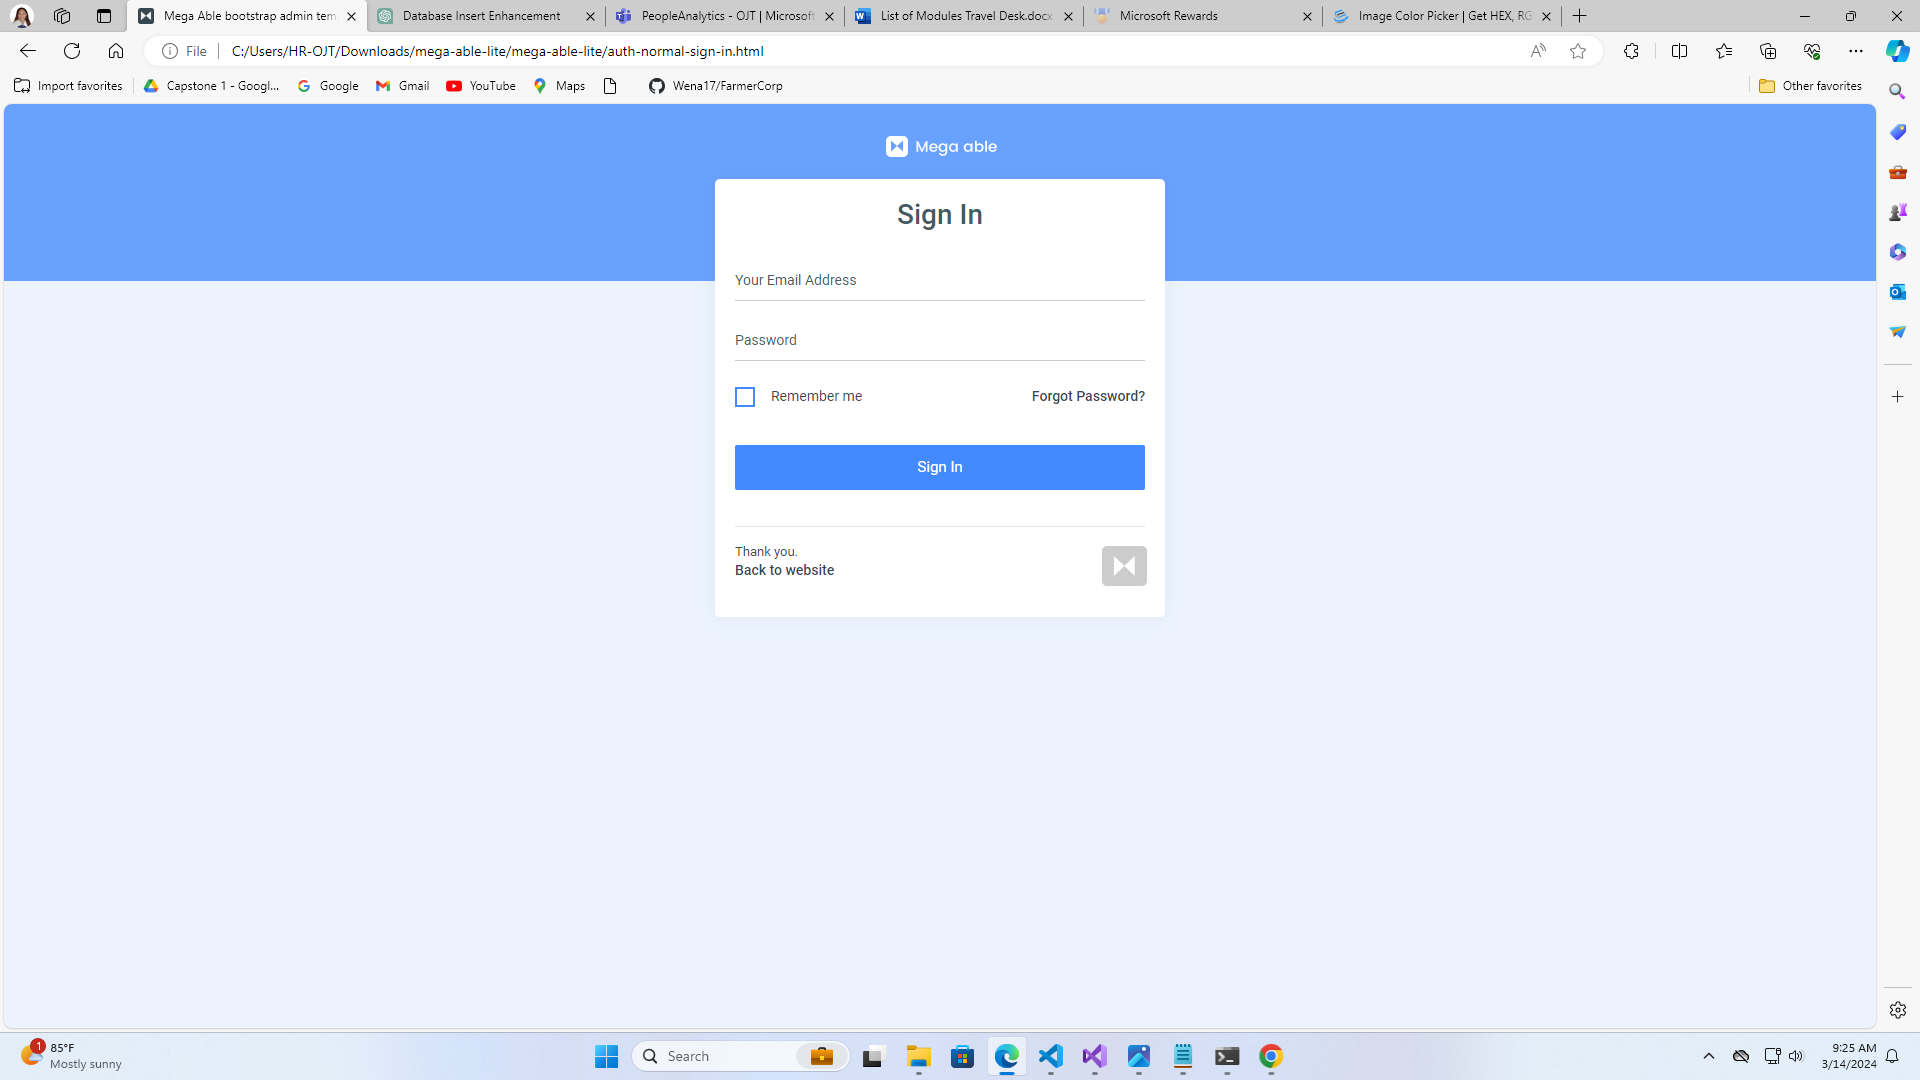 Mega Able bootstrap admin tem
Database Insert Enhancement
PeopleAnalytics - OJT | Microsoft
List of Modules Travel Desk.docx
Microsoft Rewards
Image Color Picker | Get HEX, RG
File
C:/Users/HR-OJT/Downloads/mega-able-lite/mega-able-lite/auth-normal-sign-in.html
Import favorites
Capstone 1 - Googl...
Google
Gmail
YouTube
Maps
Wena17/FarmerCorp
Other favorites
Mega able
Sign In
Your Email Address
Password
Remember me
Forgot Password?
Sign In
Thank you.
Back to website
1
85°F
Mostly sunny
Search
9:25 AM
3/14/2024